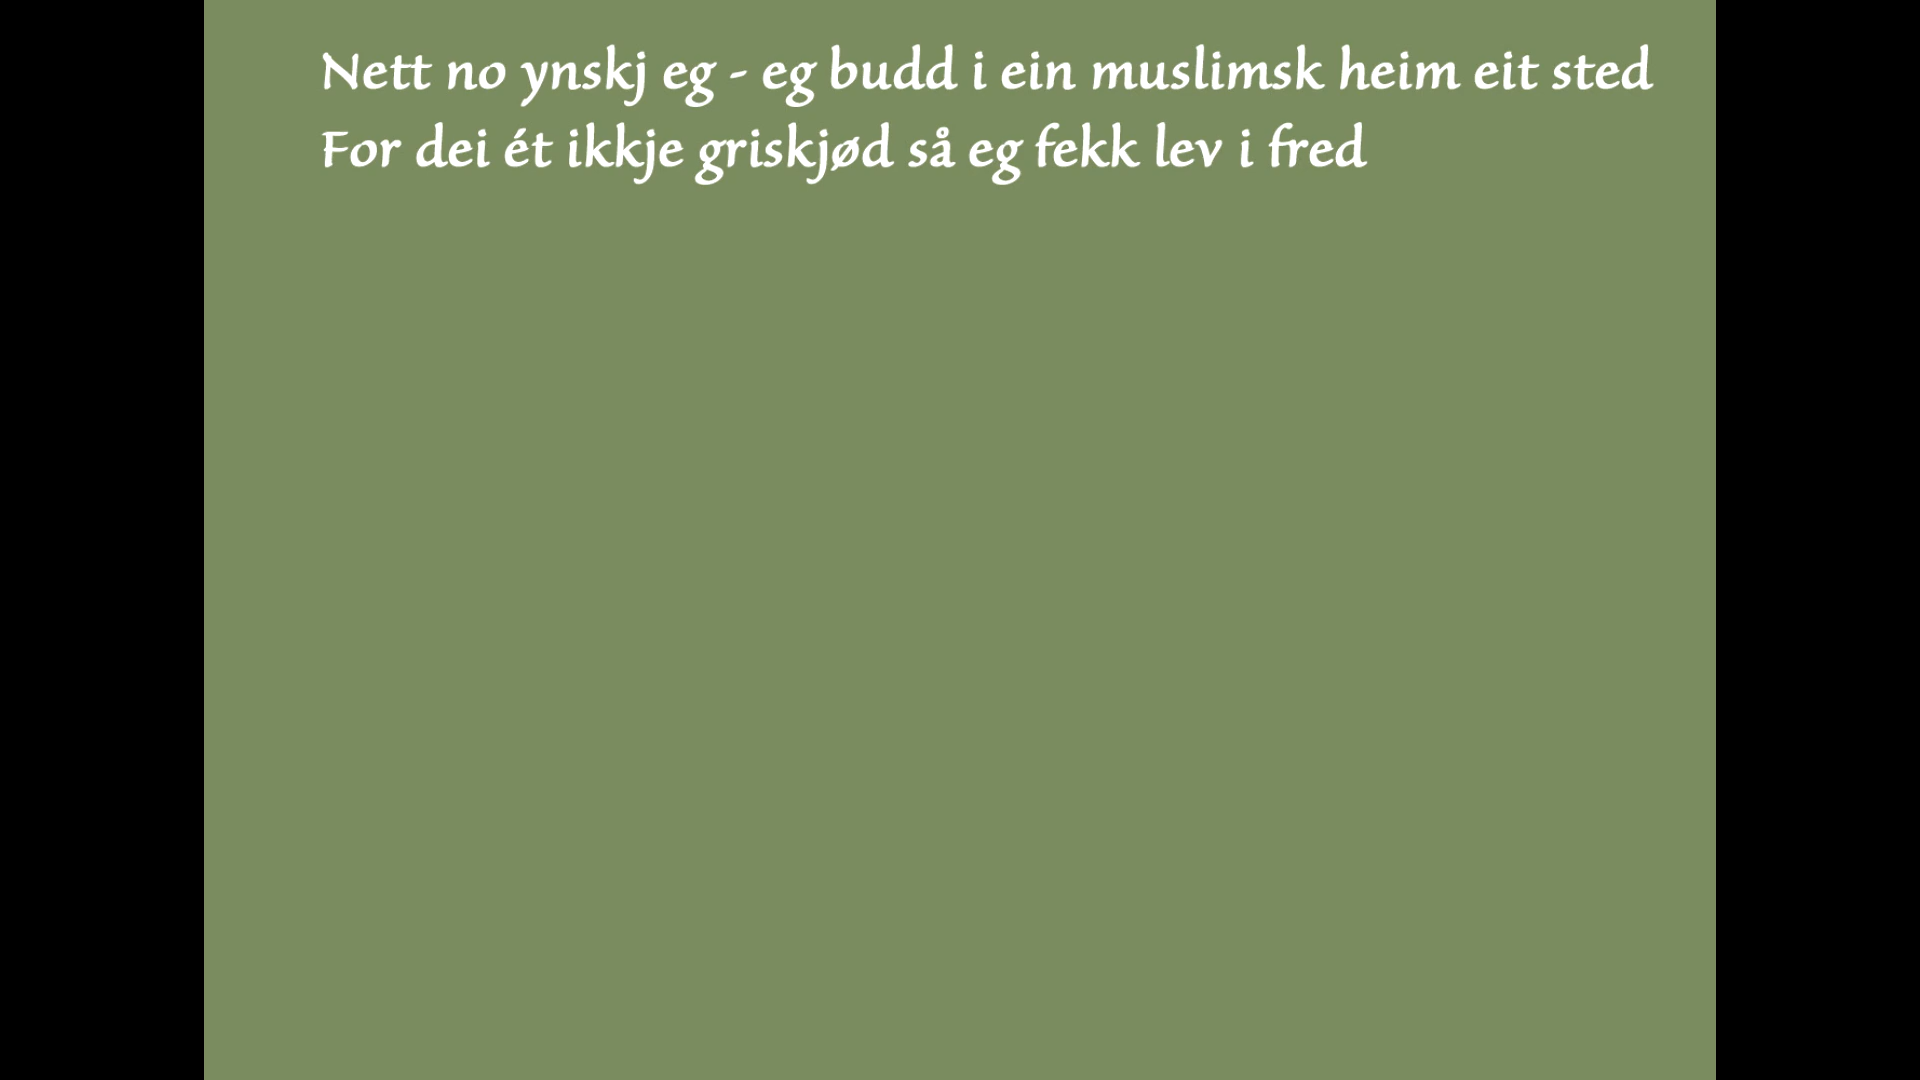 Nett no ynskj eg - eg budd i ein muslimsk heim eit sted
For dei ét ikkje griskjød så eg fekk lev i fred